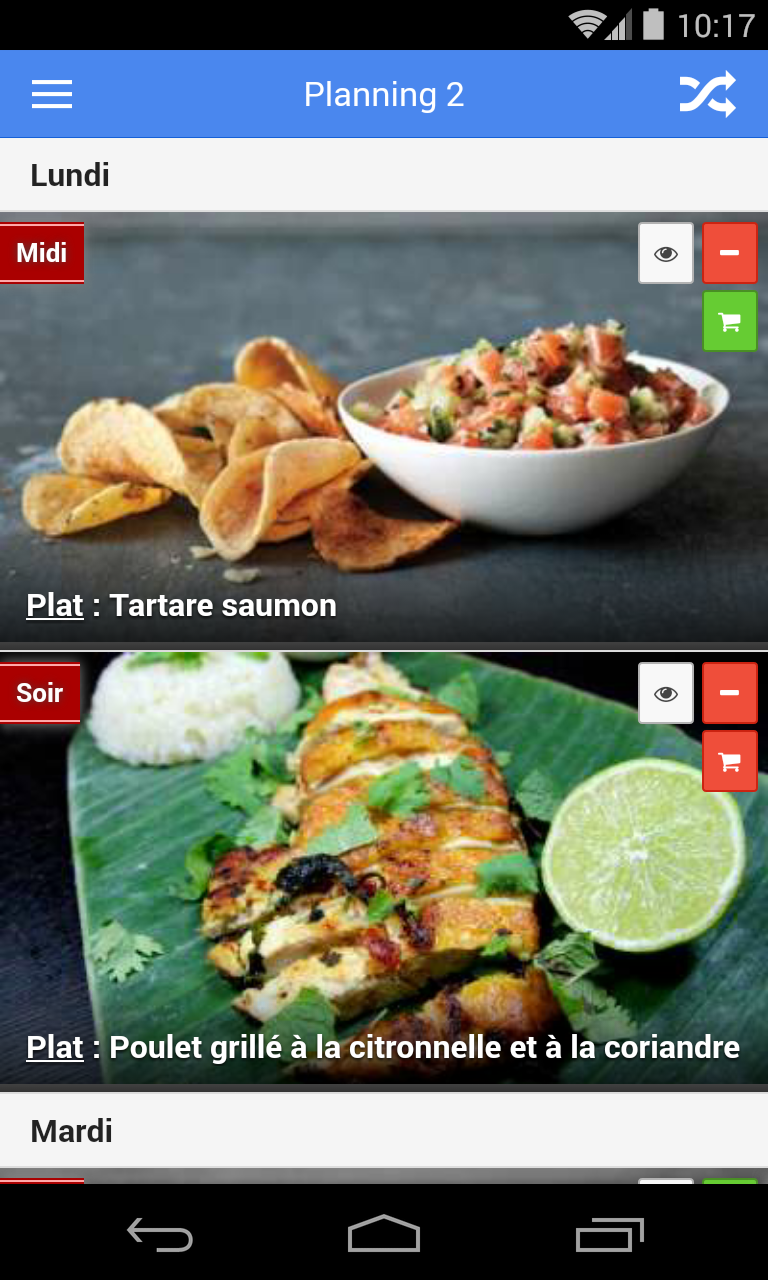 10:17
Planning 2
Lundi
Midi
Plat : Tartare saumon
Soir
Plat : Poulet grillé à la citronnelle et à la coriandre
Mardi